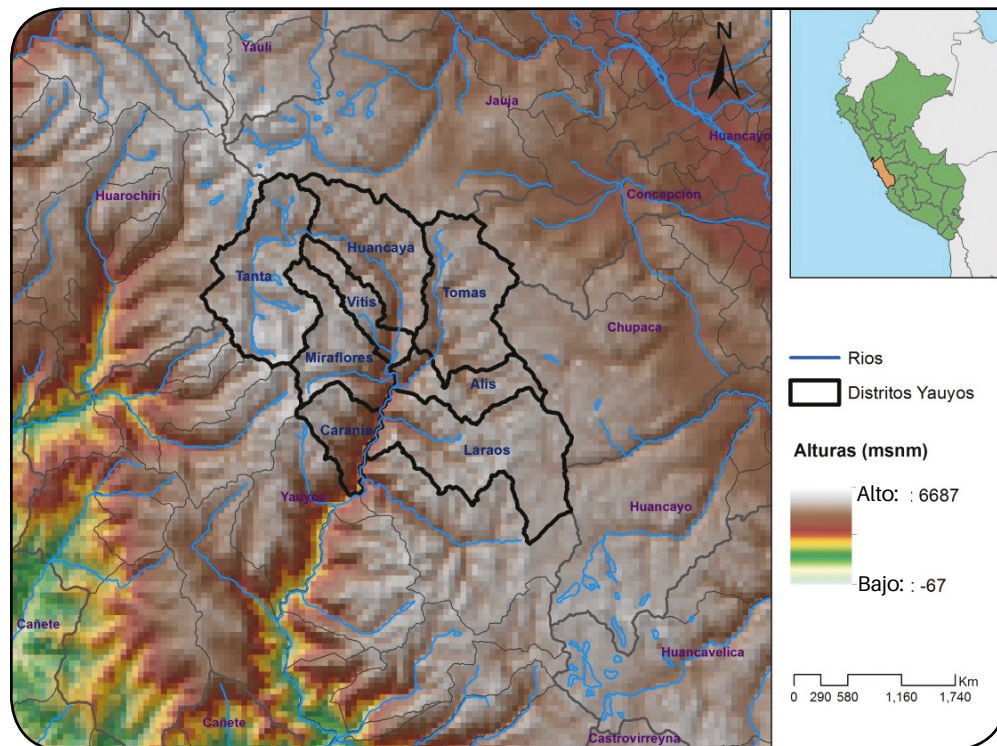 N
Yauli
Jauja
Huancayo
Huarochiri
Concepción
Huancaya
Tanta
Tomas
Vitis
Chupaca
Miraflores
Alis
Carania
Laraos
Yauyos
Huancayo
Cañete
Huancavelica
Cañete
Castrovirreyna
Rios
Distritos Yauyos
Alturas (msnm)
Alto: : 6687
Bajo: : -67
Km
0 290 580 1,160 1,740